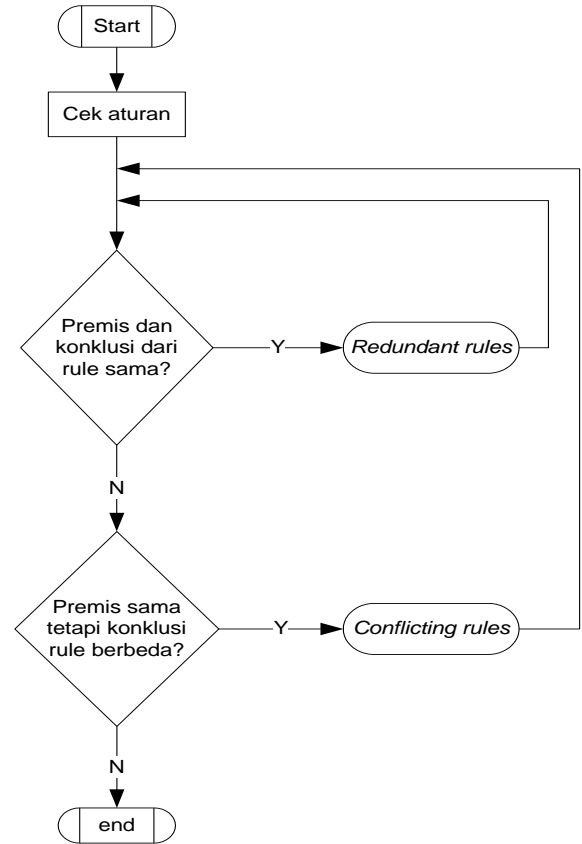 Start
Cek aturan
Premis dan
konklusi dari
rule sama?
Y
Redundant rules
N
Premis sama
tetapi konklusi
rule berbeda?
Y
Conflicting rules
N
end